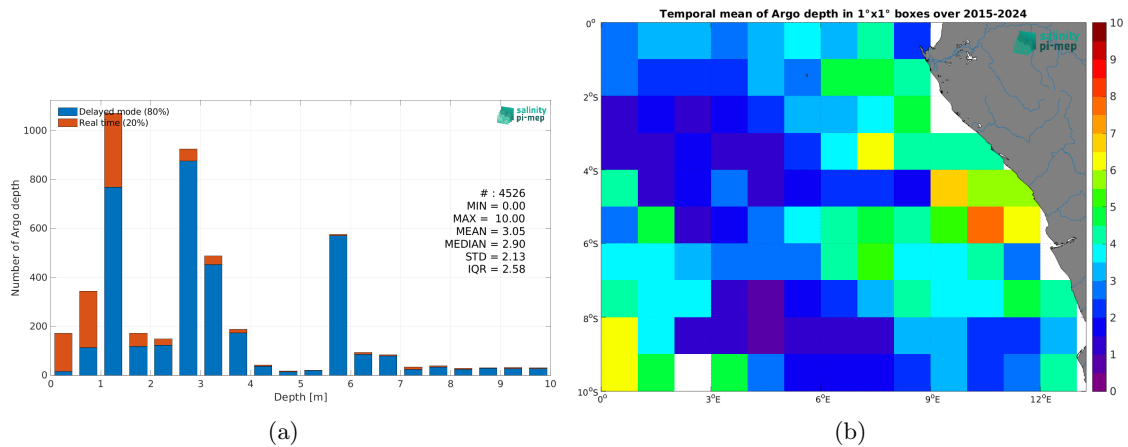 Delayed mode (80%)
Real time (20%)
salinity
pi-mep
Number of Argo depth
1000
800
600
400
200
0
# : 4526
MIN = 0.00
MAX = 10.00
MEAN = 3.05
MEDIAN = 2.90
STD = 2.13
IQR = 2.58
0 1 2 3 4 5 6 7 8 9 10
Depth [m]
(a)
Temporal mean of Argo depth in 1°x1° boxes over 2015-2024
salinity
pi-mep
0°
2°S
4°S
6°S
8°S
10°S
0° 3°E 6°E 9°E 12°E
10
9
8
7
6
5
4
3
2
1
0
(b)